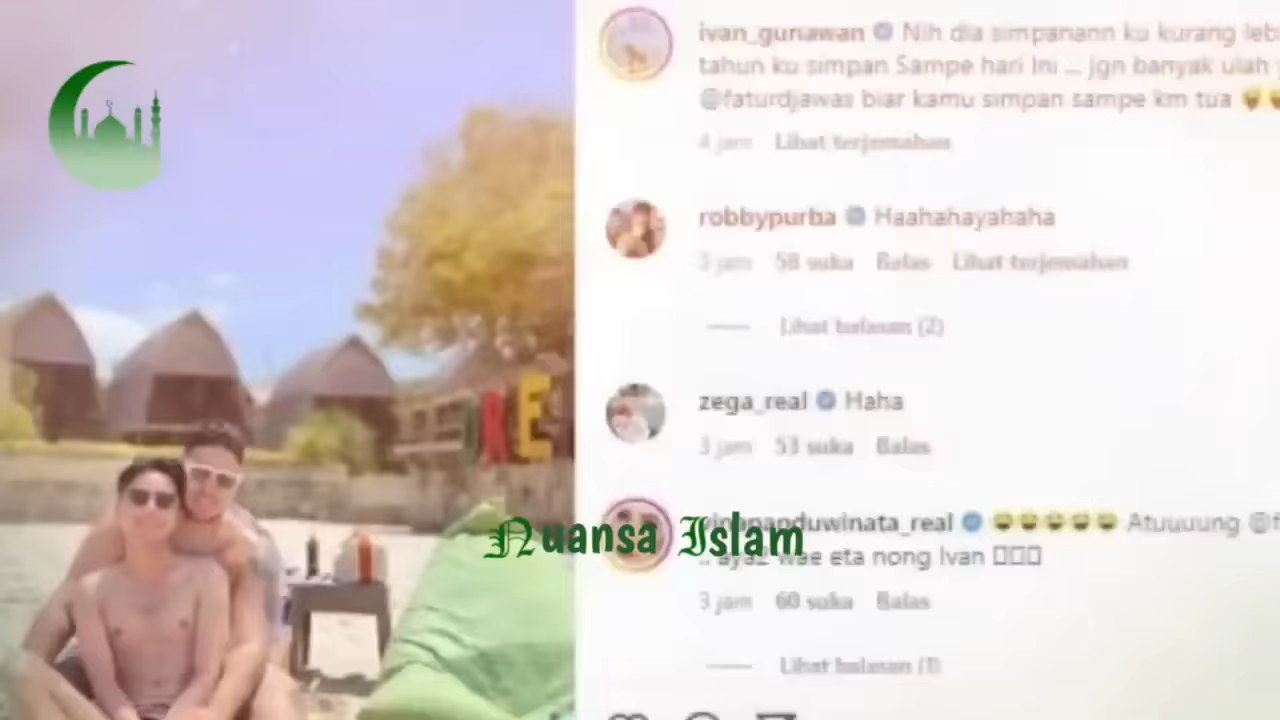 ivan_gunawan Nih dia simpanann ku kurang leb
tahun ku simpan Sampe hari Ini ... jgn banyak ulah
@faturdjawas biar kamu simpan sampe km tua
4 jam Lihat terjemahan
robbypurba Haahahayahaha
3 jam 58 suka Balas Lihat terjemahan
Lihat balasan (2)
zega_real Haha
3 jam 53 suka Balas
Nuansa Islam
Atuuuung
.. aya2 wae eta nong Ivan
3 jam 60 suka Balas
Lihat balasan (1)